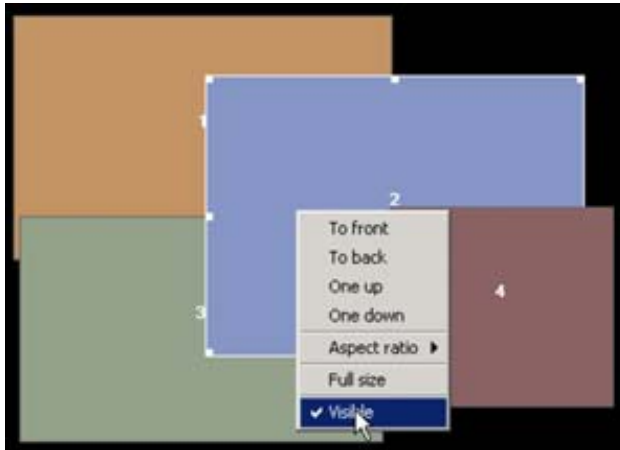 1
2
To front
To back
One up
One down
Aspect ratio
Full size
Visible
3
4